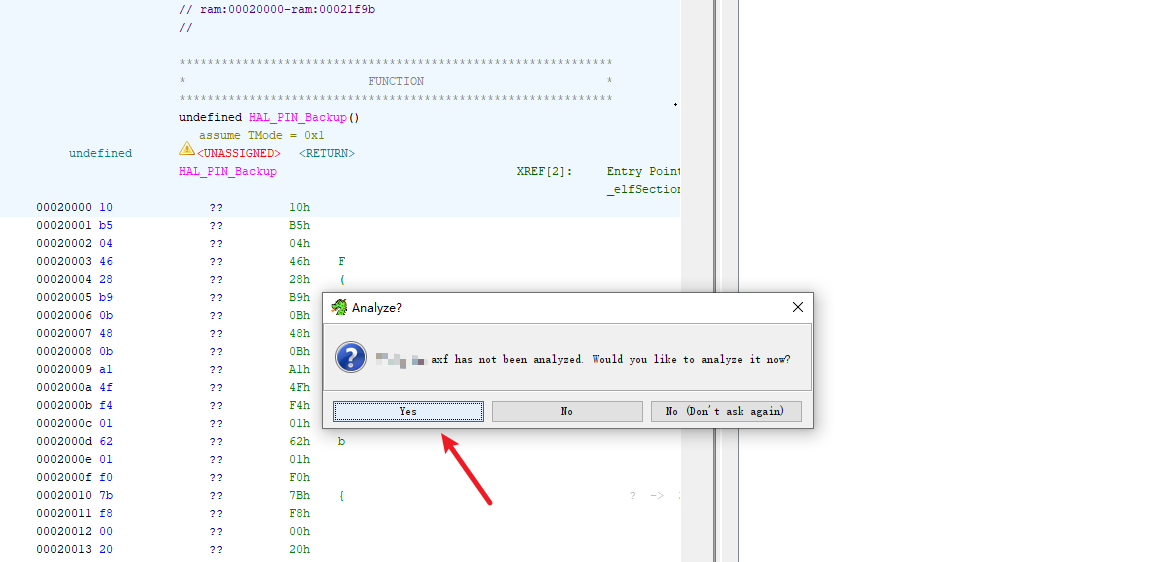 // ram:00020000-ram:00021f9b
//
*************************************************************
* FUNCTION *
*************************************************************
undefined HAL_PIN_Backup()
assume TMode = 0x1
undefined <UNASSIGNED> <RETURN>
HAL_PIN_Backup XREF[2]: Entry Point
_elfSection
00020000 10 ?? 10h
00020001 b5 ?? B5h
00020002 04 ?? 04h
00020003 46 ?? 46h F
00020004 28 ?? 28h (
00020005 b9 ?? B9h
00020006 0b ?? 0Bh
00020007 48 ?? 48h
00020008 0b ?? 0Bh
00020009 a1 ?? A1h
0002000a 4f ?? 4Fh
0002000b f4 ?? F4h
0002000c 01 ?? 01h
0002000d 62 ?? 62h b
0002000e 01 ?? 01h
0002000f f0 ?? F0h
00020010 7b ?? 7Bh { ? ->
00020011 f8 ?? F8h
00020012 00 ?? 00h
00020013 20 ?? 20h
Analyze?
axf has not been analyzed. Would you like to analyze it now?
Yes No No (Don't ask again)